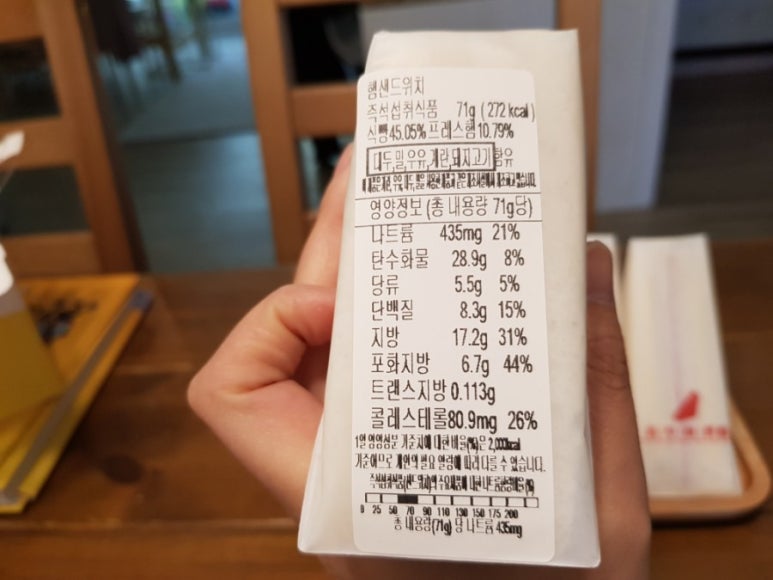 햄샌드위치
즉석섭취식품 71g (272 kcal)
식빵45.05% 프레스햄10.79%
대두,밀,우유,계란,돼지고기 함유
영양정보 (총 내용량 71g당)
나트륨 435mg 21%
탄수화물 28.9g 8%
당류 5.5g 5%
단백질 8.3g 15%
지방 17.2g 31%
포화지방 6.7g 44%
트랜스지방 0.113g
콜레스테롤 80.9mg 26%
1일 영양성분 기준치에 대한 비율(%)은 2,000kcal
기준이므로 개인의 필요 열량에 따라 다를 수 있습니다.
0 25 50 70 90 110 130 150 175 200
총 내용량(71g) 당 나트륨 435mg